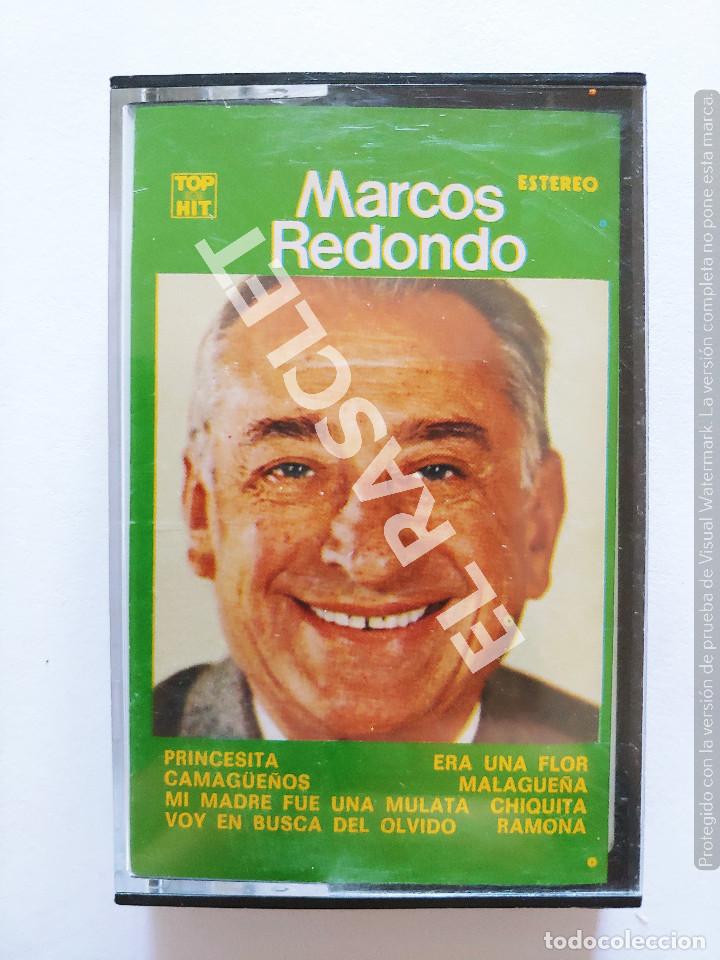 TOP
HIT
Marcos
Redondo
ESTEREO
EL RASCLET
PRINCESITA
CAMAGÜEÑOS
MI MADRE FUE UNA MULATA
VOY EN BUSCA DEL OLVIDO
ERA UNA FLOR
MALAGUEÑA
CHIQUITA
RAMONA
Protegido con la versión de prueba de Visual Watermark. La versión completa no pone esta marca.
todocoleccion